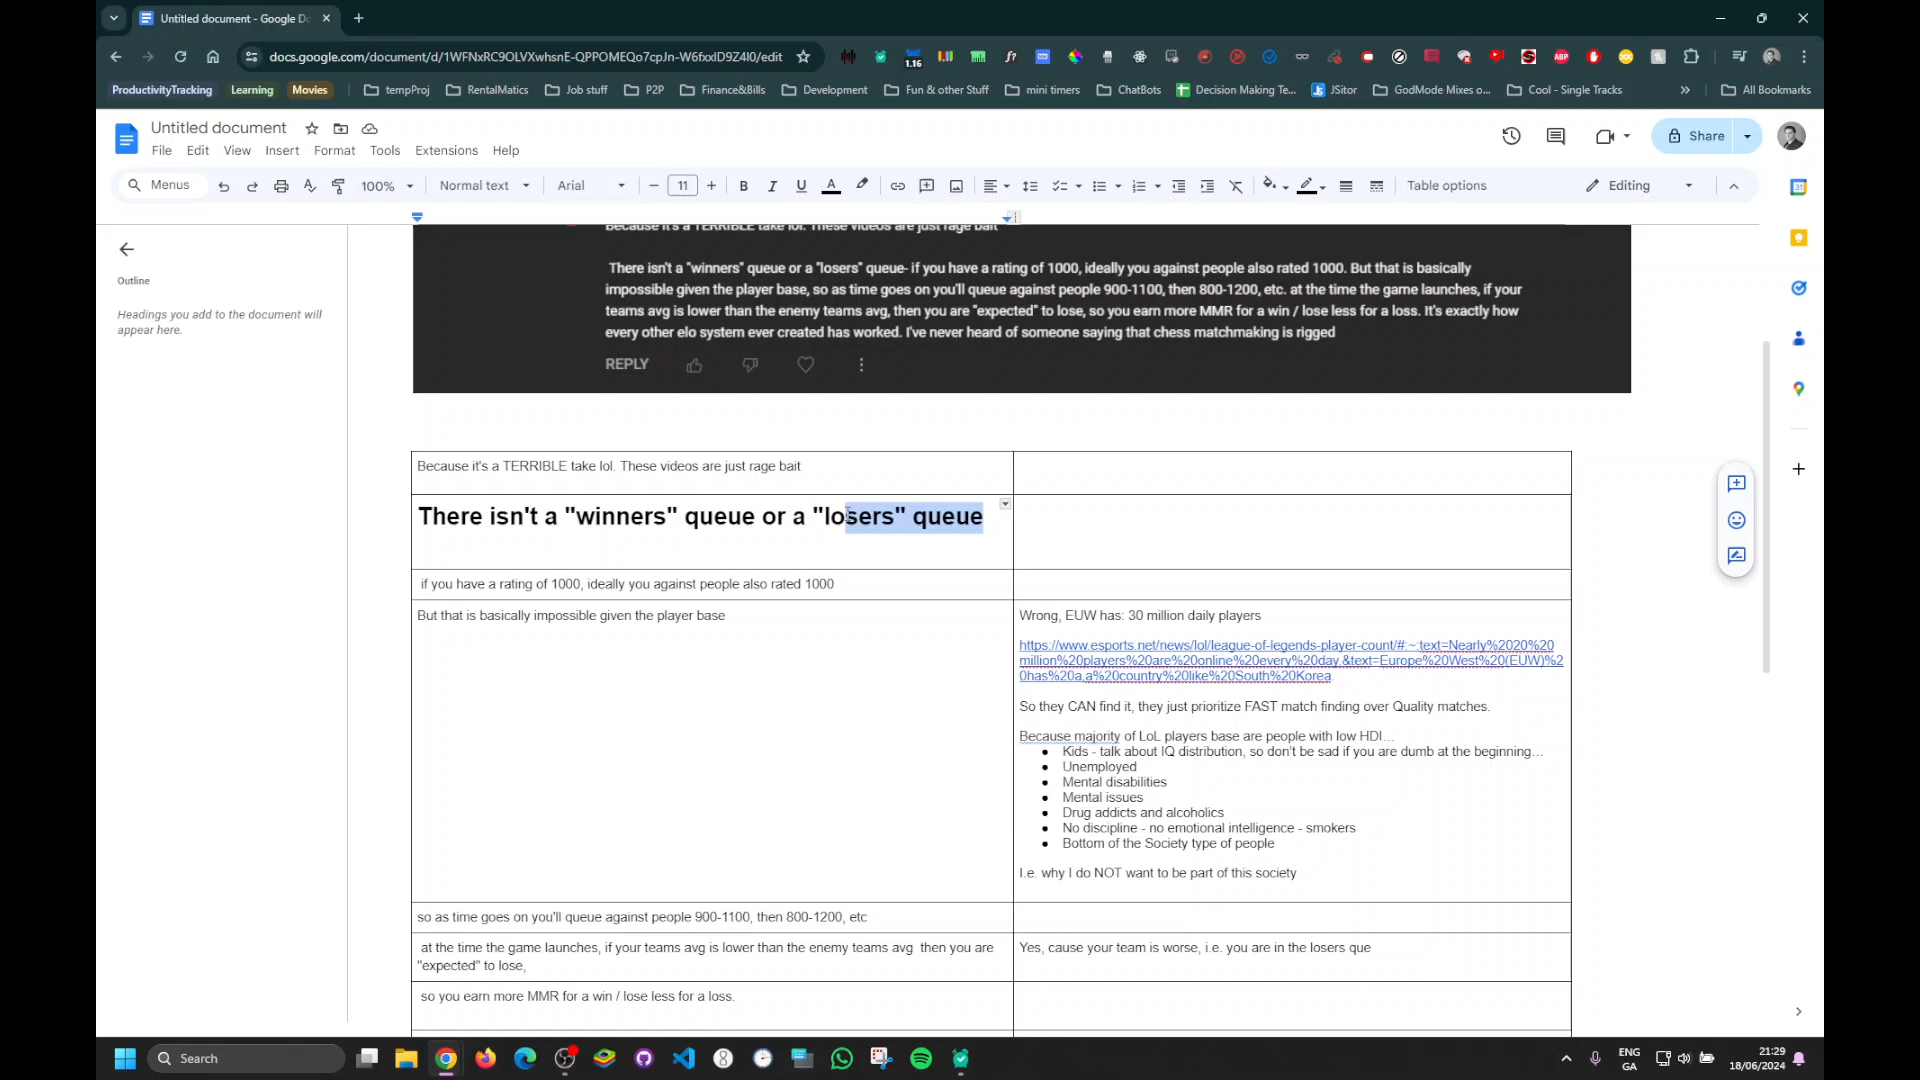 Untitled document - Google Do
docs.google.com/document/d/1WFNxRC9OLVXwhsnE-QPPOMEQo7cpJn-W6fxxlD9Z4l0/edit
1.16
ABP
ProductivityTracking
Learning
Movies
tempProj
RentalMatics
Job stuff
P2P
Finance&Bills
Development
Fun & other Stuff
mini timers
ChatBots
Decision Making Te...
JSitor
GodMode Mixes o...
Cool - Single Tracks
All Bookmarks
Untitled document
File Edit View Insert Format Tools Extensions Help
Share
Menus
100%
Normal text
Arial
11
Table options
Editing
Outline
Headings you add to the document will
appear here.
Because it's a TERRIBLE take lol. These videos are just rage bait
There isn't a "winners" queue or a "losers" queue- if you have a rating of 1000, ideally you against people also rated 1000. But that is basically
impossible given the player base, so as time goes on you'll queue against people 900-1100, then 800-1200, etc. at the time the game launches, if your
teams avg is lower than the enemy teams avg, then you are "expected" to lose, so you earn more MMR for a win / lose less for a loss. It's exactly how
every other elo system ever created has worked. I've never heard of someone saying that chess matchmaking is rigged
REPLY
Because it's a TERRIBLE take lol. These videos are just rage bait
There isn't a "winners" queue or a "losers" queue
if you have a rating of 1000, ideally you against people also rated 1000
But that is basically impossible given the player base
Wrong, EUW has: 30 million daily players
https://www.esports.net/news/lol/league-of-legends-player-count/#:~:text=Nearly%2020%20
million%20players%20are%20online%20every%20day.&text=Europe%20West%20(EUW)%2
0has%20a,a%20country%20like%20South%20Korea.
So they CAN find it, they just prioritize FAST match finding over Quality matches.
Because majority of LoL players base are people with low HDI...
● Kids - talk about IQ distribution, so don't be sad if you are dumb at the beginning...
● Unemployed
● Mental disabilities
● Mental issues
● Drug addicts and alcoholics
● No discipline - no emotional intelligence - smokers
● Bottom of the Society type of people
I.e. why I do NOT want to be part of this society
so as time goes on you'll queue against people 900-1100, then 800-1200, etc
at the time the game launches, if your teams avg is lower than the enemy teams avg then you are
"expected" to lose,
Yes, cause your team is worse, i.e. you are in the losers que
so you earn more MMR for a win / lose less for a loss.
Search
ENG
GA
21:29
18/06/2024